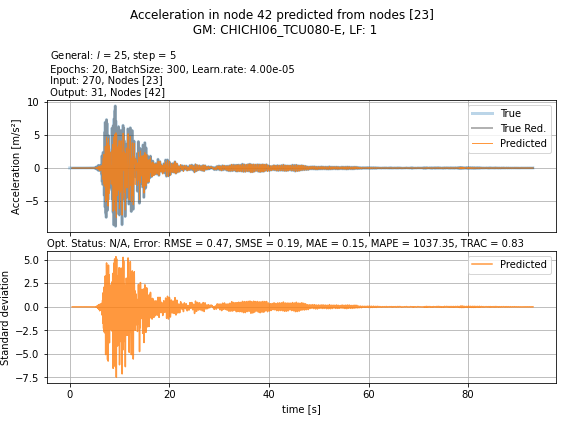 Acceleration in node 42 predicted from nodes [23]
GM: CHICHI06_TCU080-E, LF: 1
General: l = 25, step = 5
Epochs: 20, BatchSize: 300, Learn.rate: 4.00e-05
Input: 270, Nodes [23]
Output: 31, Nodes [42]
10
5
0
−5
Acceleration [m/s²]
True
True Red.
Predicted
Opt. Status: N/A, Error: RMSE = 0.47, SMSE = 0.19, MAE = 0.15, MAPE = 1037.35, TRAC = 0.83
5.0
2.5
0.0
−2.5
−5.0
−7.5
Standard deviation
Predicted
0 20 40 60 80
time [s]